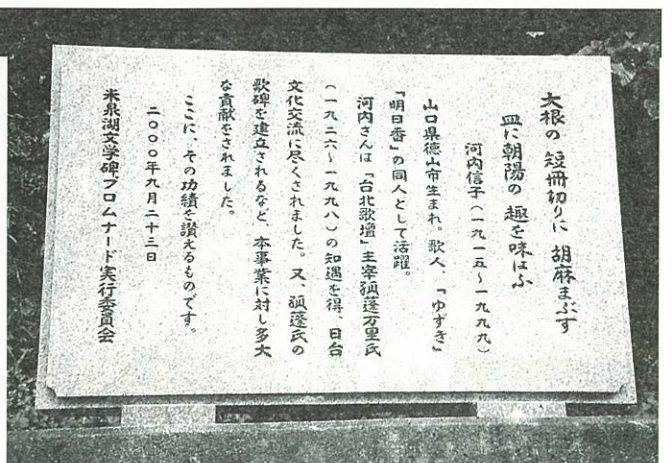 大根の 短冊切りに 胡麻まぶす
皿に朝陽の 趣を味はふ
河内信子(一九一五〜一九九九)
山口県徳山市生まれ。歌人、「ゆずき」
「明日香」の同人として活躍。
河内さんは「台北歌壇」主宰孤蓬万里氏
(一九二六〜一九九八)の知遇を得、日台
文化交流に尽くされました。又、孤蓬氏の
歌碑を建立されるなど、本事業に対し多大
な貢献をされました。
ここに、その功績を讃えるものです。
二〇〇〇年九月二十三日
米泉湖文学碑プロムナード実行委員会